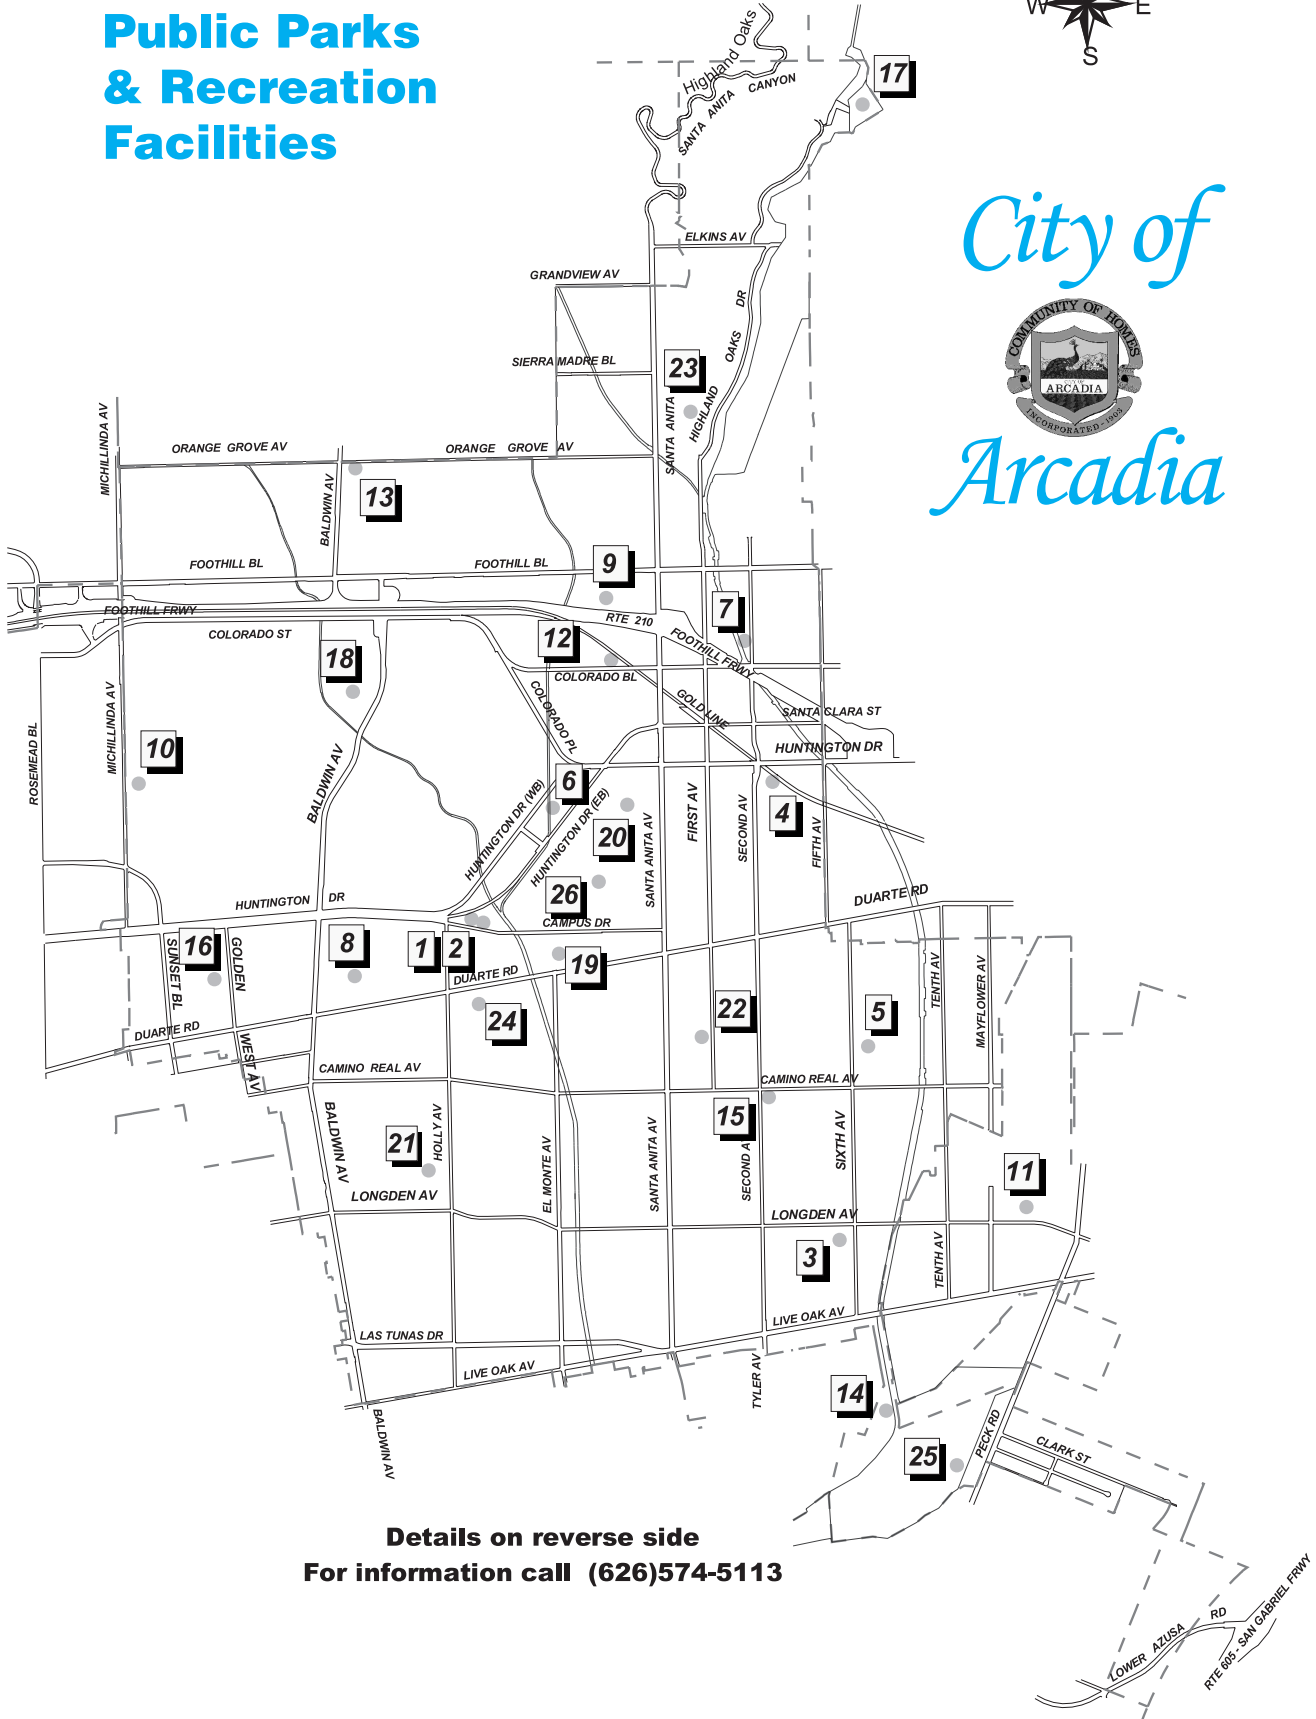 Public Parks
& Recreation
Facilities
W
E
S
Highland Oaks
SANTA ANITA CANYON
17
City of
COMMUNITY OF HOMES
CITY OF
ARCADIA
INCORPORATED - 1903
Arcadia
ELKINS AV
GRANDVIEW AV
HIGHLAND OAKS DR
SIERRA MADRE BL
23
SANTA ANITA
MICHILLINDA AV
ORANGE GROVE AV
ORANGE GROVE AV
BALDWIN AV
13
FOOTHILL BL
FOOTHILL BL
9
FOOTHILL FRWY
RTE 210
7
COLORADO ST
12
FOOTHILL FRWY
18
COLORADO BL
COLORADO PL
GOLD LINE
SANTA CLARA ST
ROSEMEAD BL
MICHILLINDA AV
10
BALDWIN AV
HUNTINGTON DR
6
HUNTINGTON DR (WB)
HUNTINGTON DR (EB)
20
SANTA ANITA AV
FIRST AV
SECOND AV
4
FIFTH AV
26
DUARTE RD
HUNTINGTON DR
CAMPUS DR
16
SUNSET BL
GOLDEN
WEST AV
8
1
2
DUARTE RD
19
TENTH AV
MAYFLOWER AV
24
22
5
DUARTE RD
CAMINO REAL AV
CAMINO REAL AV
BALDWIN AV
HOLLY AV
21
EL MONTE AV
SANTA ANITA AV
15
SECOND A
SIXTH AV
11
LONGDEN AV
LONGDEN AV
3
TENTH AV
LIVE OAK AV
LAS TUNAS DR
LIVE OAK AV
TYLER AV
14
BALDWIN AV
25
PECK RD
CLARK ST
Details on reverse side
For information call (626)574-5113
LOWER AZUSA RD
RTE 605 - SAN GABRIEL FRWY